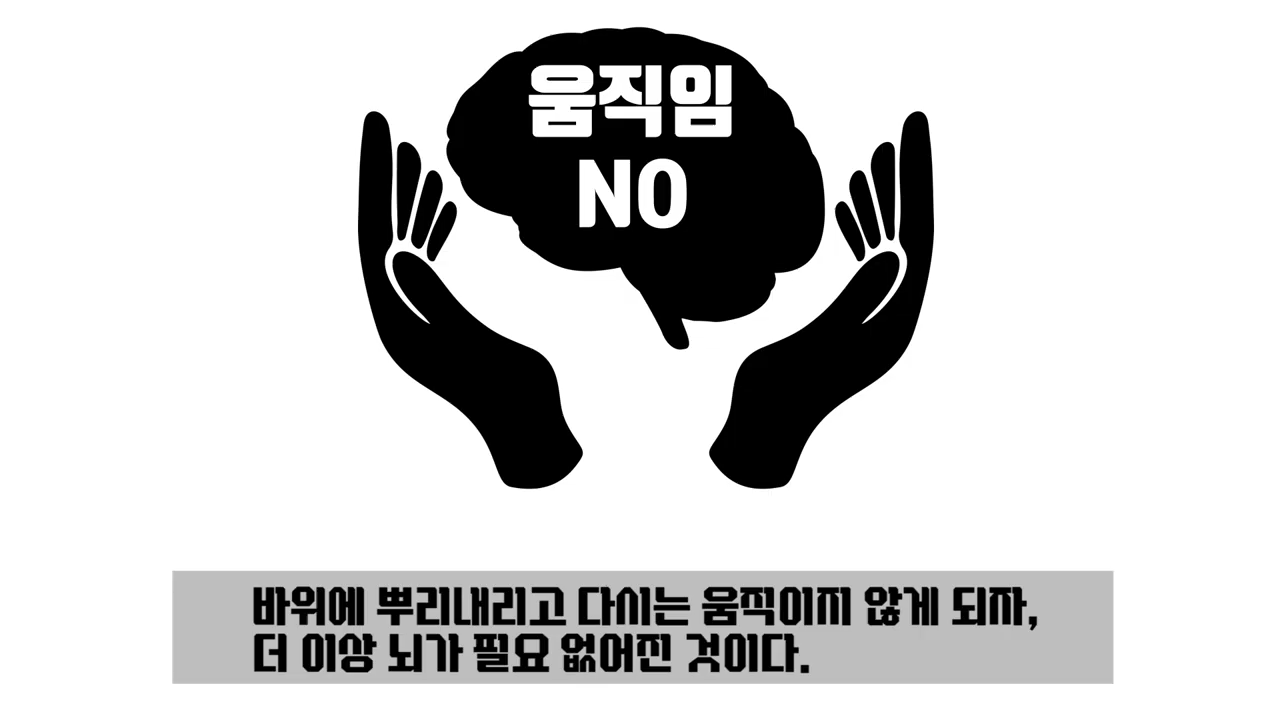 움직임
NO
바위에 뿌리내리고 다시는 움직이지 않게 되자,
더 이상 뇌가 필요 없어진 것이다.